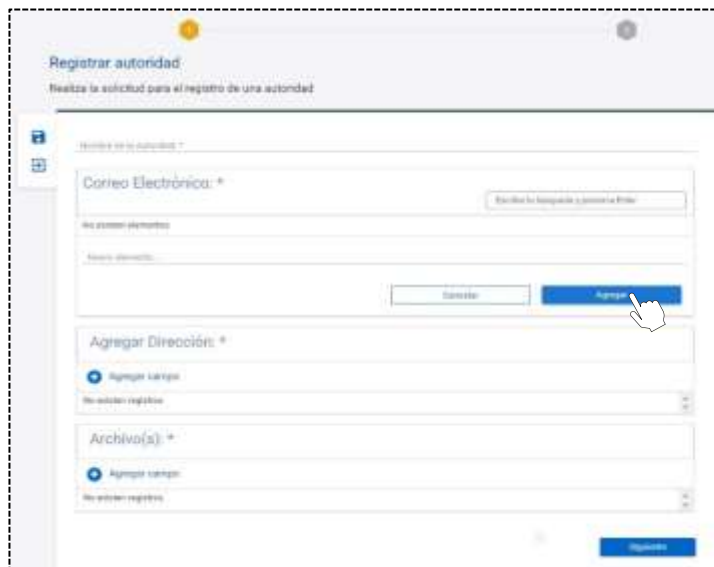 Registrar autoridad
Realiza la solicitud para el registro de una autoridad
Nombre de la autoridad *
Correo Electrónico: *
Escribe tu búsqueda y presiona Enter
No existen elementos
Nuevo elemento...
Cancelar
Agregar
Agregar Dirección: *
Agregar campo
No existen registros
Archivo(s): *
Agregar campo
No existen registros
Siguiente